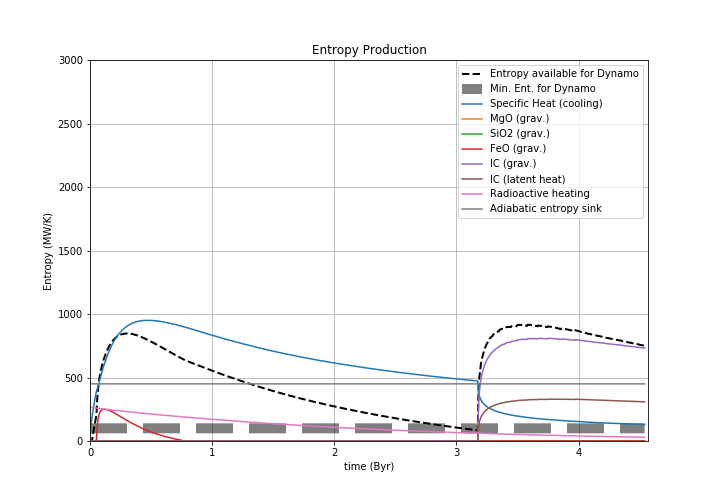 Entropy Production
3000
2500
2000
1500
1000
500
0
Entropy (MW/K)
Entropy available for Dynamo
Min. Ent. for Dynamo
Specific Heat (cooling)
MgO (grav.)
SiO2 (grav.)
FeO (grav.)
IC (grav.)
IC (latent heat)
Radioactive heating
Adiabatic entropy sink
0 1 2 3 4
time (Byr)